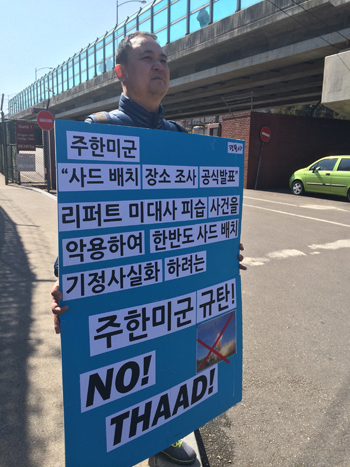 주한미군
“사드 배치 장소 조사 공식발표”
리퍼트 미대사 피습 사건을
악용하여 한반도 사드 배치
기정사실화 하려는
주한미군 규탄!
NO!
THAAD!